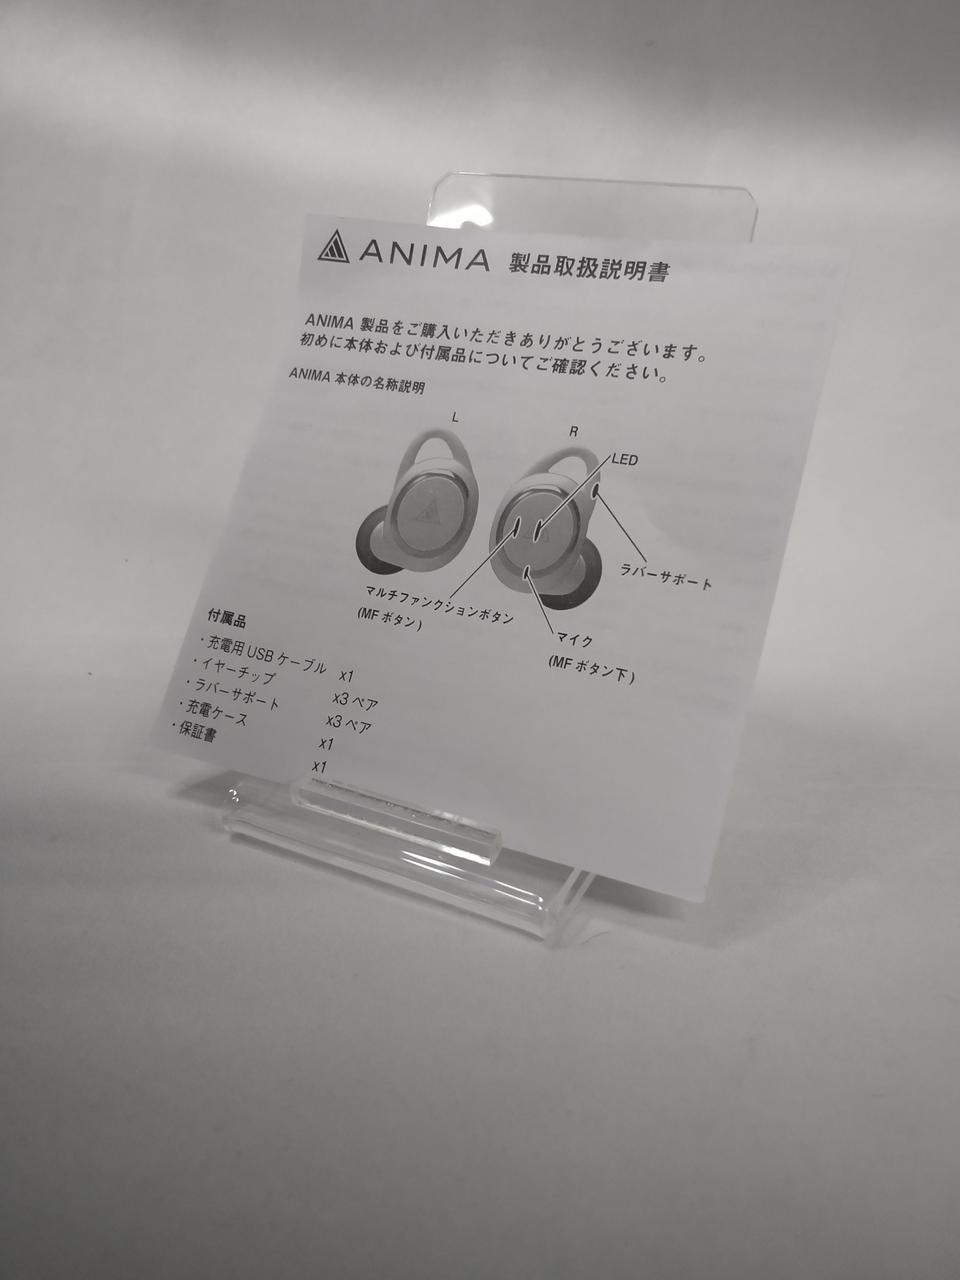 ANIMA 製品取扱説明書
ANIMA 製品をご購入いただきありがとうございます。
初めに本体および付属品についてご確認ください。
ANIMA 本体の名称説明
L
R
LED
ラバーサポート
マルチファンクションボタン
(MF ボタン)
マイク
(MF ボタン下)
付属品
・充電用 USB ケーブル x1
・イヤーチップ x3 ペア
・ラバーサポート x3 ペア
・充電ケース x1
・保証書 x1